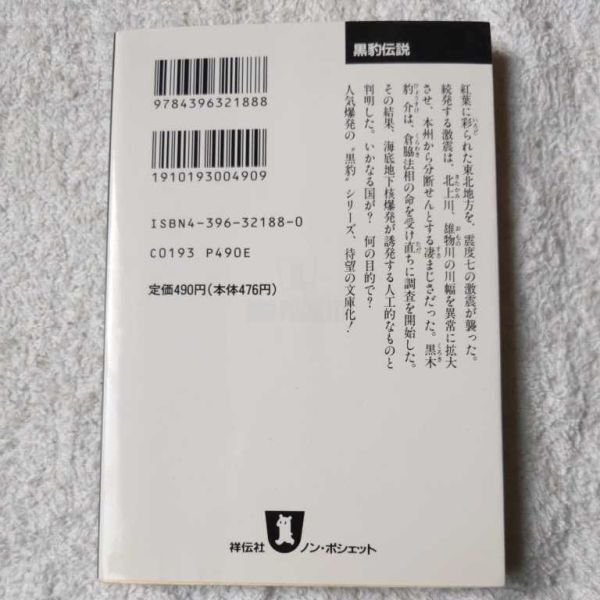 黒豹伝説
紅葉に彩られた東北地方を、震度七の激震が襲った。
続発する激震は、北上川、雄物川の川幅を異常に拡大
させ、本州から分断せんとする凄まじさだった。黒木
豹介は、倉脇法相の命を受け直ちに調査を開始した。
その結果、海底地下核爆発が誘発する人工的なものと
判明した。いかなる国が？　何の目的で？
人気爆発の〝黒豹〟シリーズ、待望の文庫化！
9784396321888
1910193004909
ISBN4-396-32188-0
C0193 P490E
定価490円(本体476円)
祥伝社
ノン・ポシェット